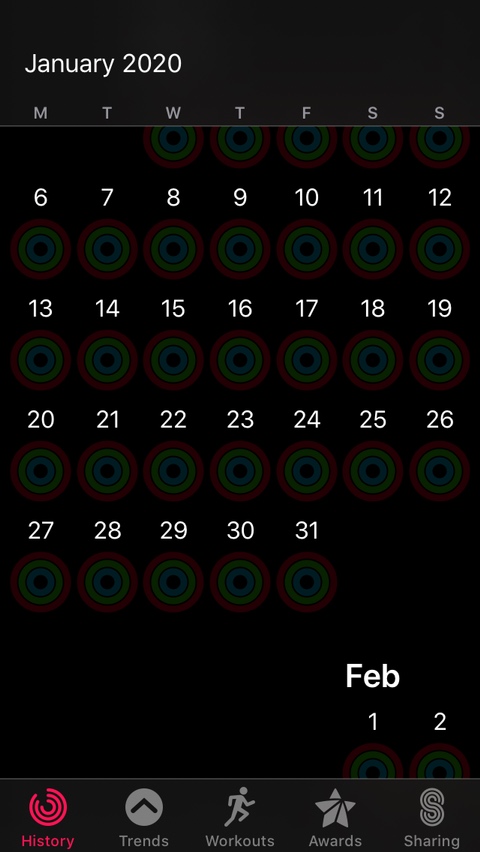 January 2020
M T W T F S S
6 7 8 9 10 11 12
13 14 15 16 17 18 19
20 21 22 23 24 25 26
27 28 29 30 31
Feb
1 2
History Trends Workouts Awards Sharing